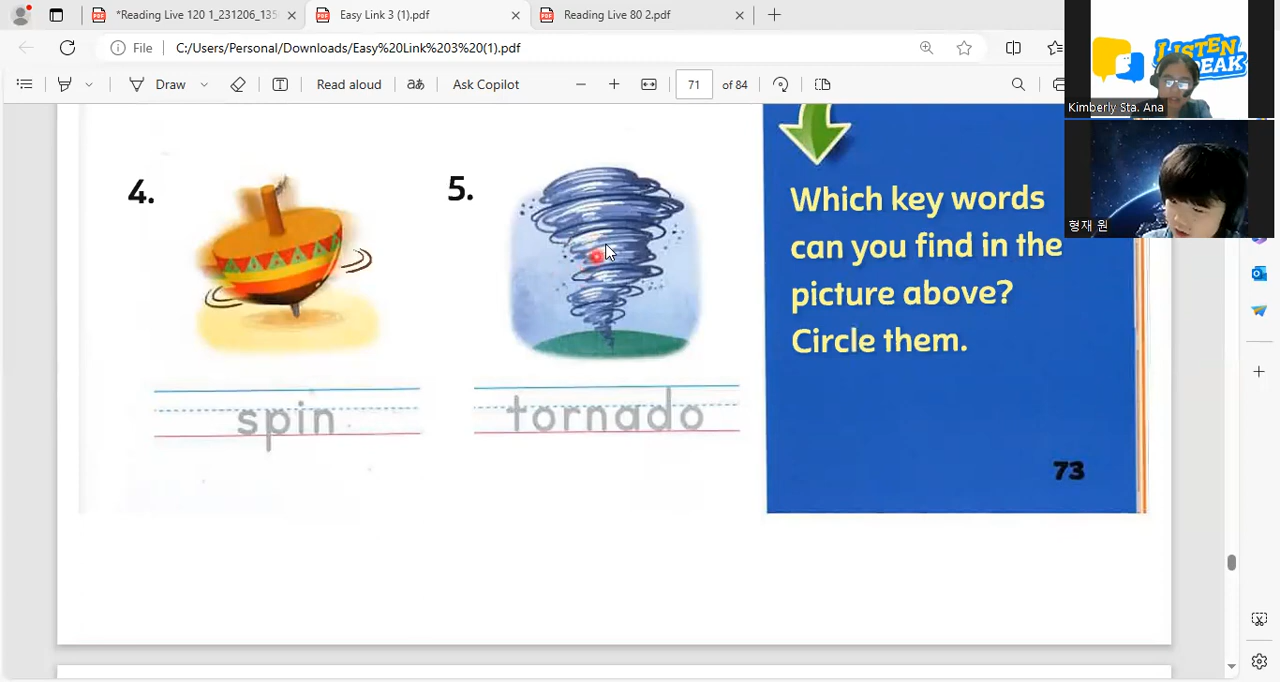 *Reading Live 120 1_231206_135
Easy Link 3 (1).pdf
Reading Live 80 2.pdf
File
C:/Users/Personal/Downloads/Easy%20Link%203%20(1).pdf
Draw
Read aloud
aあ
Ask Copilot
71
of 84
LISTEN
SPEAK
Kimberly Sta. Ana
형재 원
4.
5.
spin
tornado
Which key words
can you find in the
picture above?
Circle them.
73